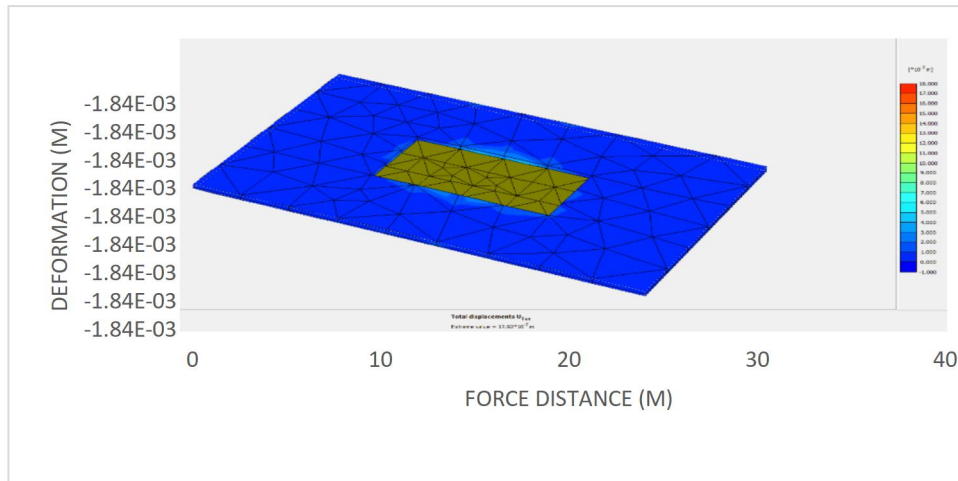 DEFORMATION (M)
-1.84E-03
-1.84E-03
-1.84E-03
-1.84E-03
-1.84E-03
-1.84E-03
-1.84E-03
-1.84E-03
-1.84E-03
18.000
17.000
16.000
15.000
14.000
13.000
12.000
11.000
10.000
9.000
8.000
7.000
6.000
5.000
4.000
3.000
2.000
1.000
0.000
-1.000
Total displacements U
Extreme value =
0 10 20 30 40
FORCE DISTANCE (M)